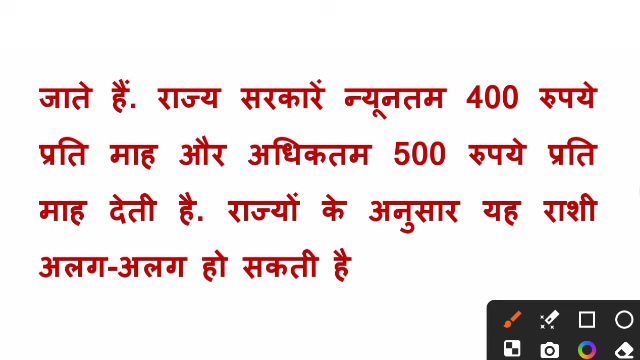 जाते हैं. राज्य सरकारें न्यूनतम 400 रुपये
प्रति माह और अधिकतम 500 रुपये प्रति
माह देती है. राज्यों के अनुसार यह राशी
अलग-अलग हो सकती है